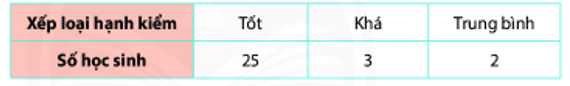 Xếp loại hạnh kiểm Tốt Khá Trung bình
Số học sinh 25 3 2